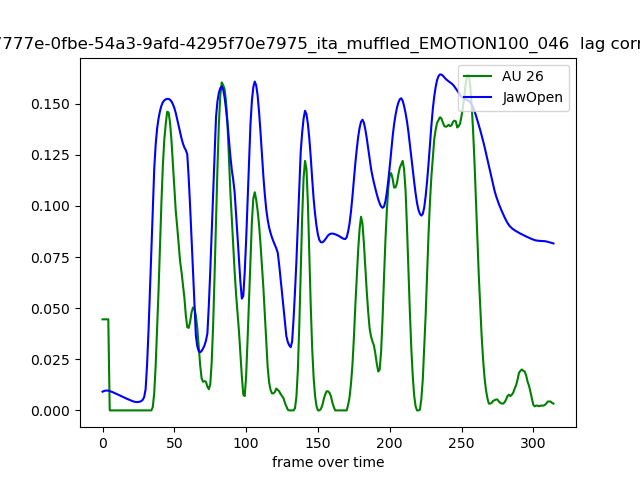 7777e-0fbe-54a3-9afd-4295f70e7975_ita_muffled_EMOTION100_046 lag corr
AU 26
JawOpen
0.150
0.125
0.100
0.075
0.050
0.025
0.000
0 50 100 150 200 250 300
frame over time